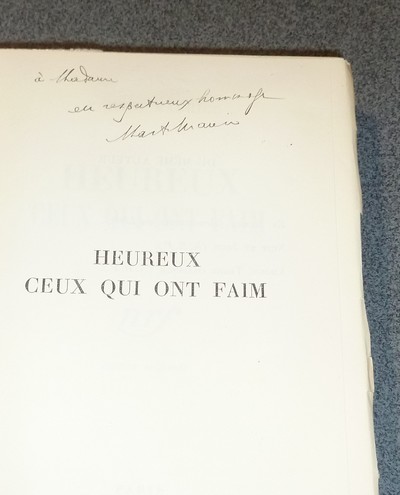 à Madame
en respectueux hommage
HEUREUX
CEUX QUI ONT FAIM